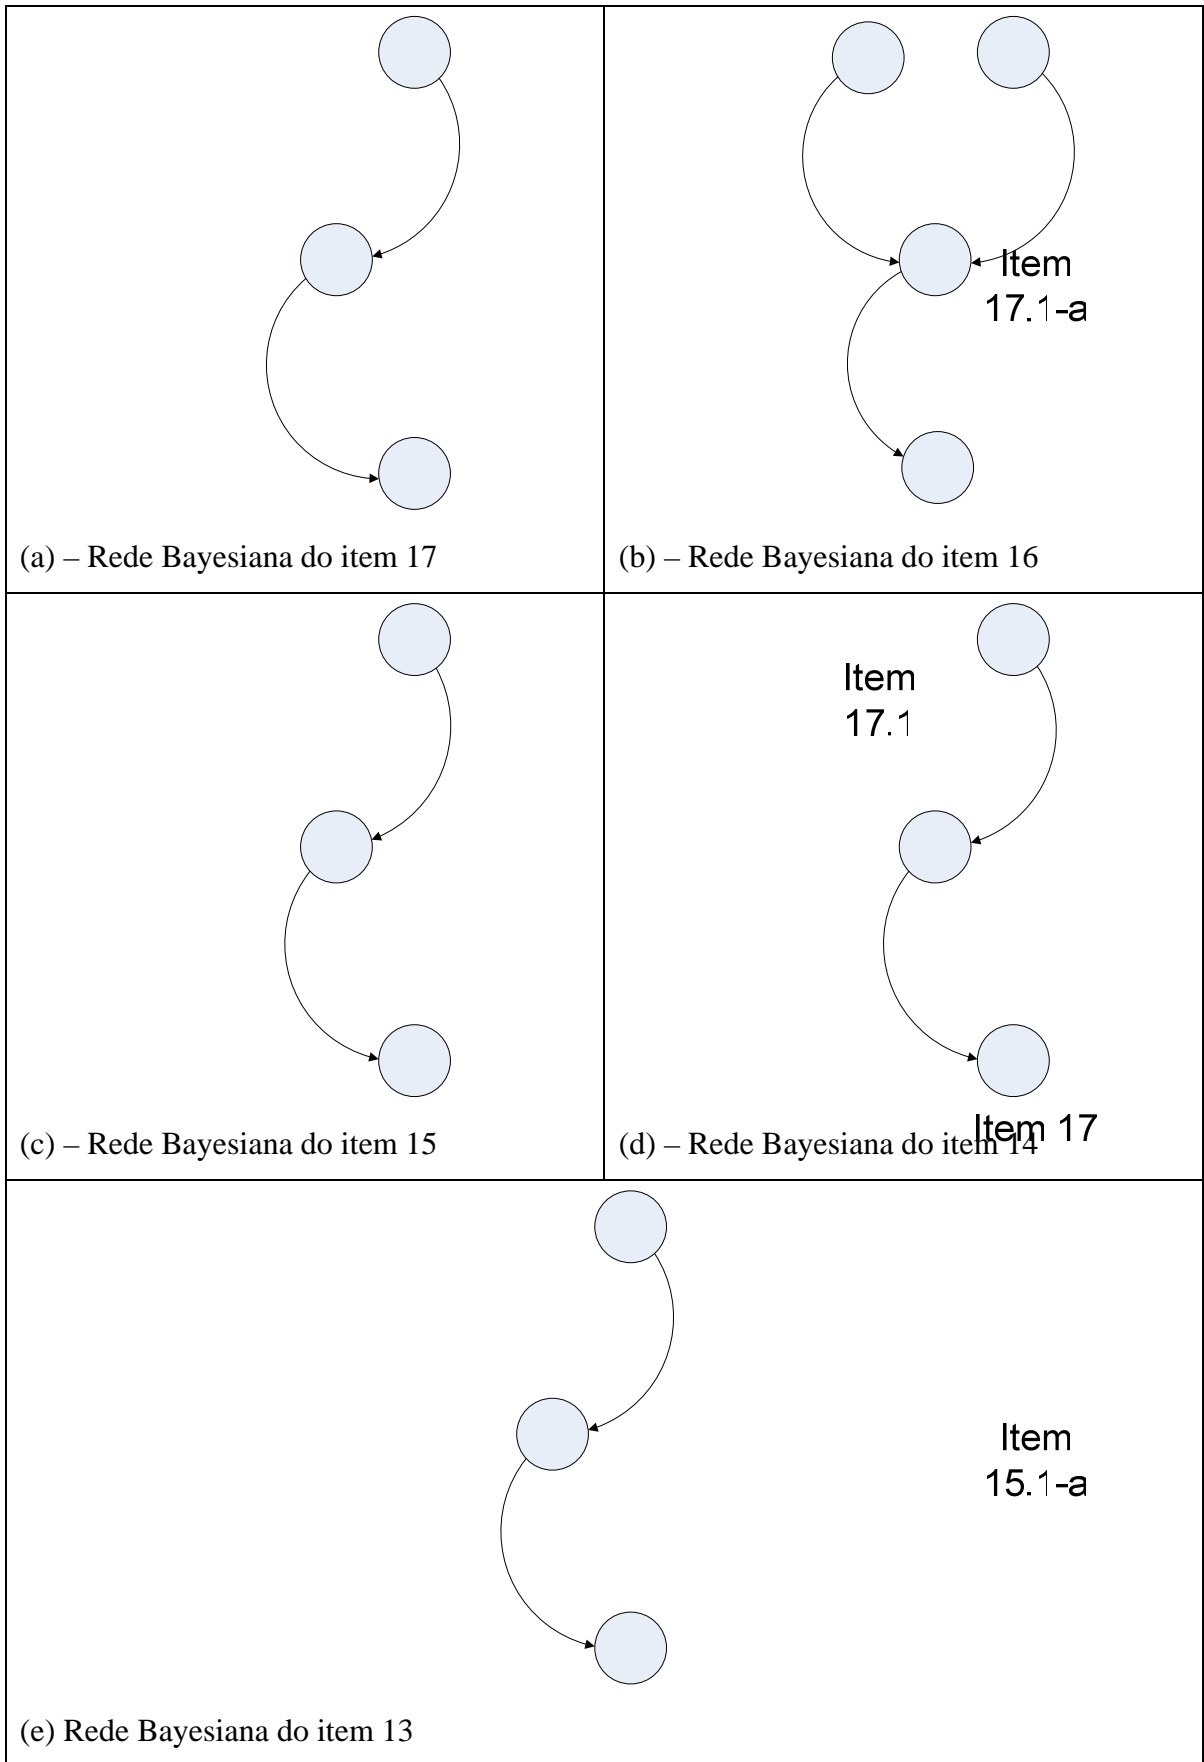 Item
17.1-a
(a) – Rede Bayesiana do item 17
(b) – Rede Bayesiana do item 16
Item
17.1
Item 17
(c) – Rede Bayesiana do item 15
(d) – Rede Bayesiana do item 14
Item
15.1-a
(e) Rede Bayesiana do item 13